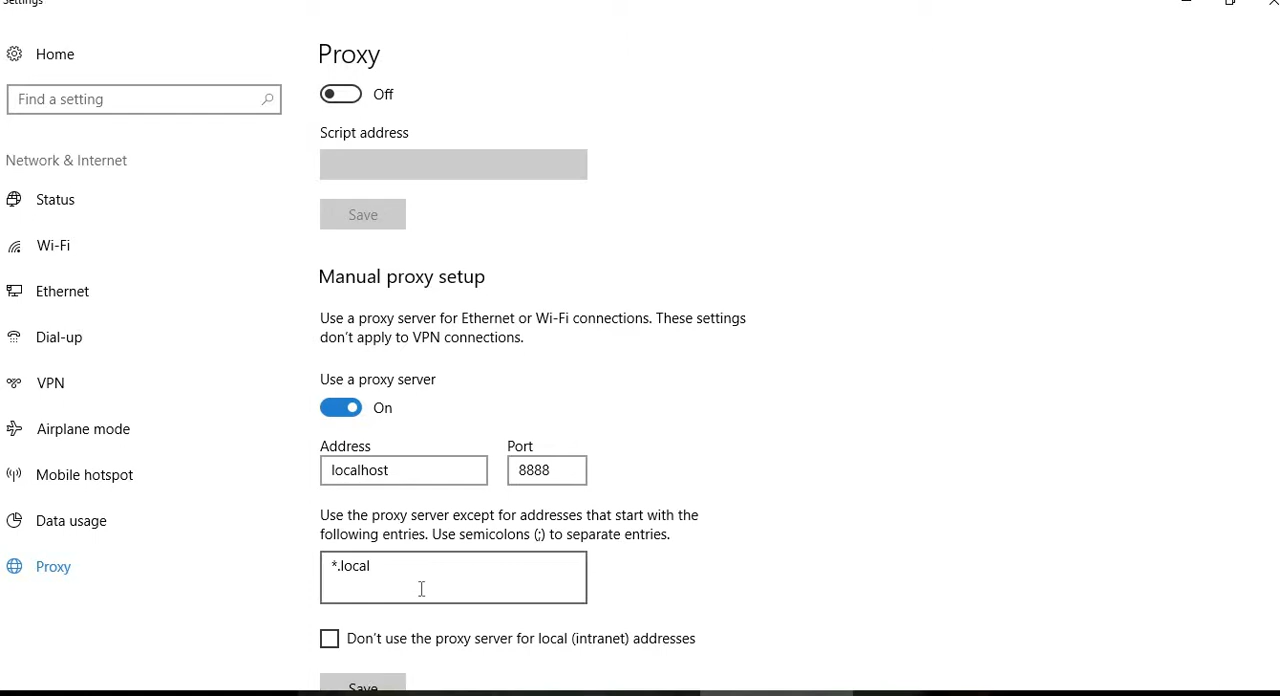 Settings
Home
Find a setting
Network & Internet
Status
Wi-Fi
Ethernet
Dial-up
VPN
Airplane mode
Mobile hotspot
Data usage
Proxy
Proxy
Off
Script address
Save
Manual proxy setup
Use a proxy server for Ethernet or Wi-Fi connections. These settings
don't apply to VPN connections.
Use a proxy server
On
Address Port
localhost 8888
Use the proxy server except for addresses that start with the
following entries. Use semicolons (;) to separate entries.
*.local
Don't use the proxy server for local (intranet) addresses
Save